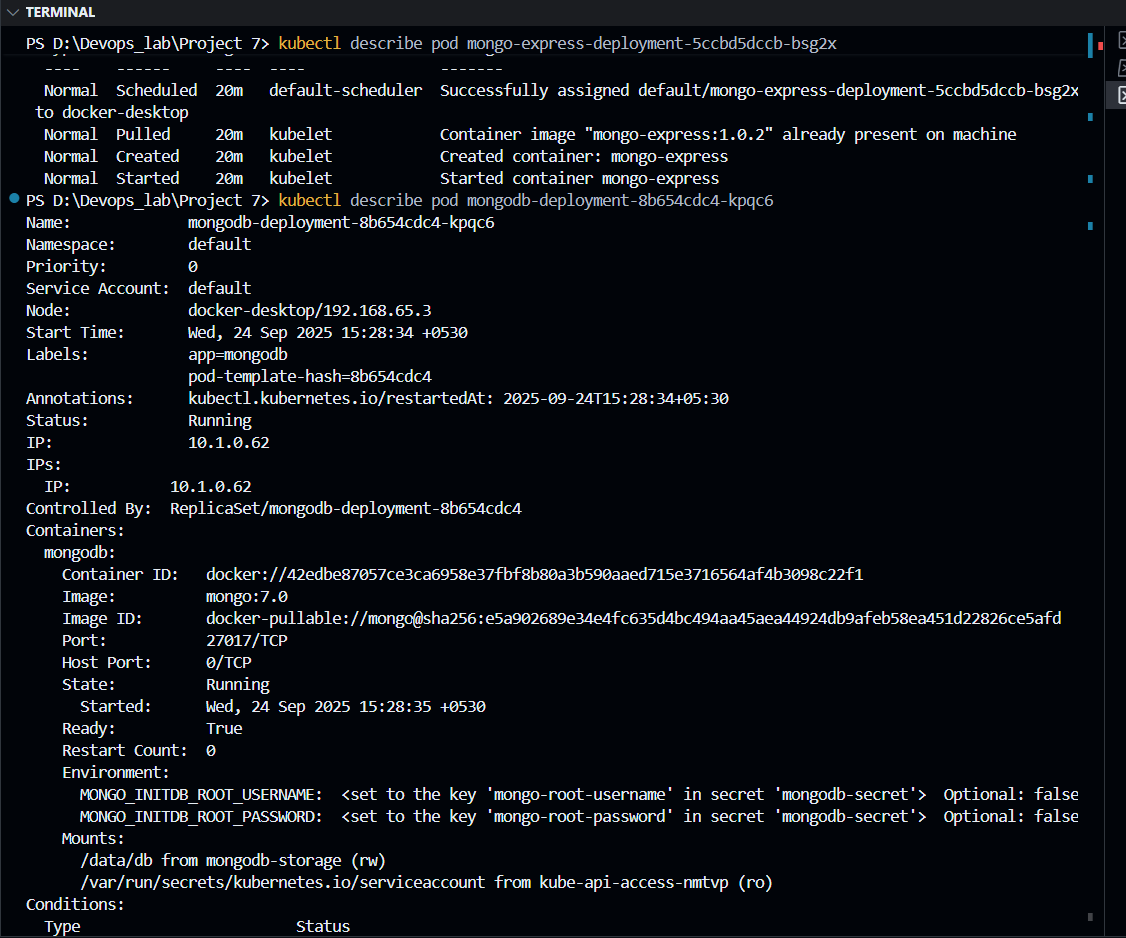 TERMINAL
PS D:\Devops_lab\Project 7> kubectl describe pod mongo-express-deployment-5ccbd5dccb-bsg2x
---- ------ ---- ---- -------
Normal Scheduled 20m default-scheduler Successfully assigned default/mongo-express-deployment-5ccbd5dccb-bsg2x
to docker-desktop
Normal Pulled 20m kubelet Container image "mongo-express:1.0.2" already present on machine
Normal Created 20m kubelet Created container: mongo-express
Normal Started 20m kubelet Started container mongo-express
PS D:\Devops_lab\Project 7> kubectl describe pod mongodb-deployment-8b654cdc4-kpqc6
Name: mongodb-deployment-8b654cdc4-kpqc6
Namespace: default
Priority: 0
Service Account: default
Node: docker-desktop/192.168.65.3
Start Time: Wed, 24 Sep 2025 15:28:34 +0530
Labels: app=mongodb
pod-template-hash=8b654cdc4
Annotations: kubectl.kubernetes.io/restartedAt: 2025-09-24T15:28:34+05:30
Status: Running
IP: 10.1.0.62
IPs:
IP: 10.1.0.62
Controlled By: ReplicaSet/mongodb-deployment-8b654cdc4
Containers:
mongodb:
Container ID: docker://42edbe87057ce3ca6958e37fbf8b80a3b590aaed715e3716564af4b3098c22f1
Image: mongo:7.0
Image ID: docker-pullable://mongo@sha256:e5a902689e34e4fc635d4bc494aa45aea44924db9afeb58ea451d22826ce5afd
Port: 27017/TCP
Host Port: 0/TCP
State: Running
Started: Wed, 24 Sep 2025 15:28:35 +0530
Ready: True
Restart Count: 0
Environment:
MONGO_INITDB_ROOT_USERNAME: <set to the key 'mongo-root-username' in secret 'mongodb-secret'> Optional: false
MONGO_INITDB_ROOT_PASSWORD: <set to the key 'mongo-root-password' in secret 'mongodb-secret'> Optional: false
Mounts:
/data/db from mongodb-storage (rw)
/var/run/secrets/kubernetes.io/serviceaccount from kube-api-access-nmtvp (ro)
Conditions:
Type Status